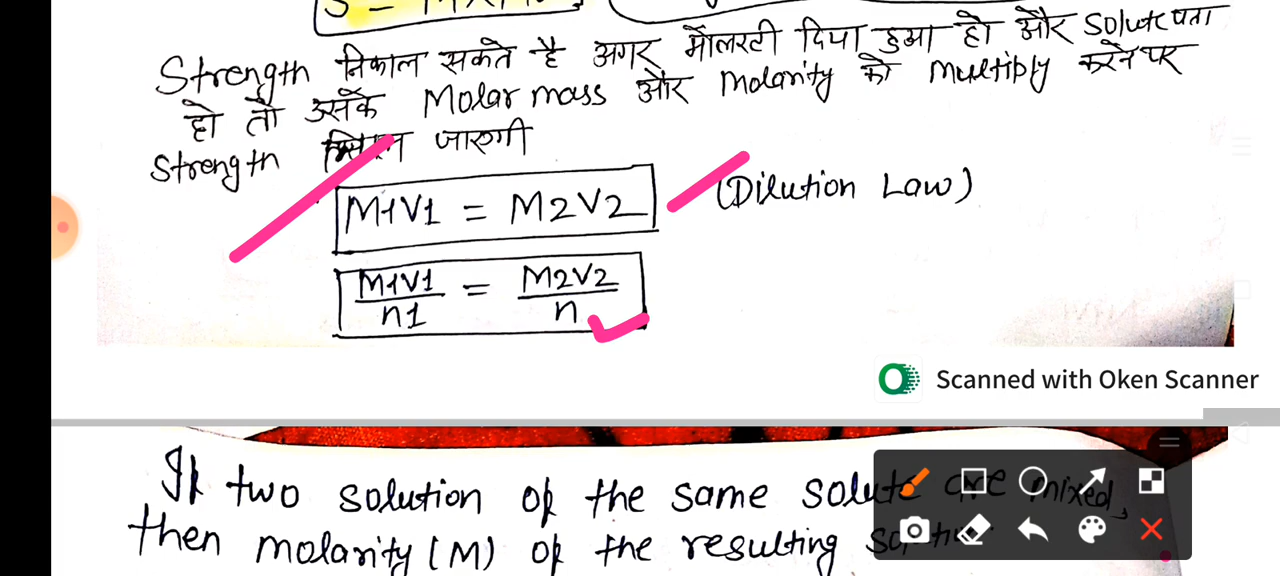 Strength निकाल सकते है अगर मोलरटी दिया हुआ हो और solute पता
हो तो उसके Molar mass और molarity को multiply करने पर
Strength जाएगी
M1V1 = M2V2 (Dilution Law)
M1V1 = M2V2
n1 n
Scanned with Oken Scanner
If two solution of the same solute are mixed,
then molarity (M) of the resulting